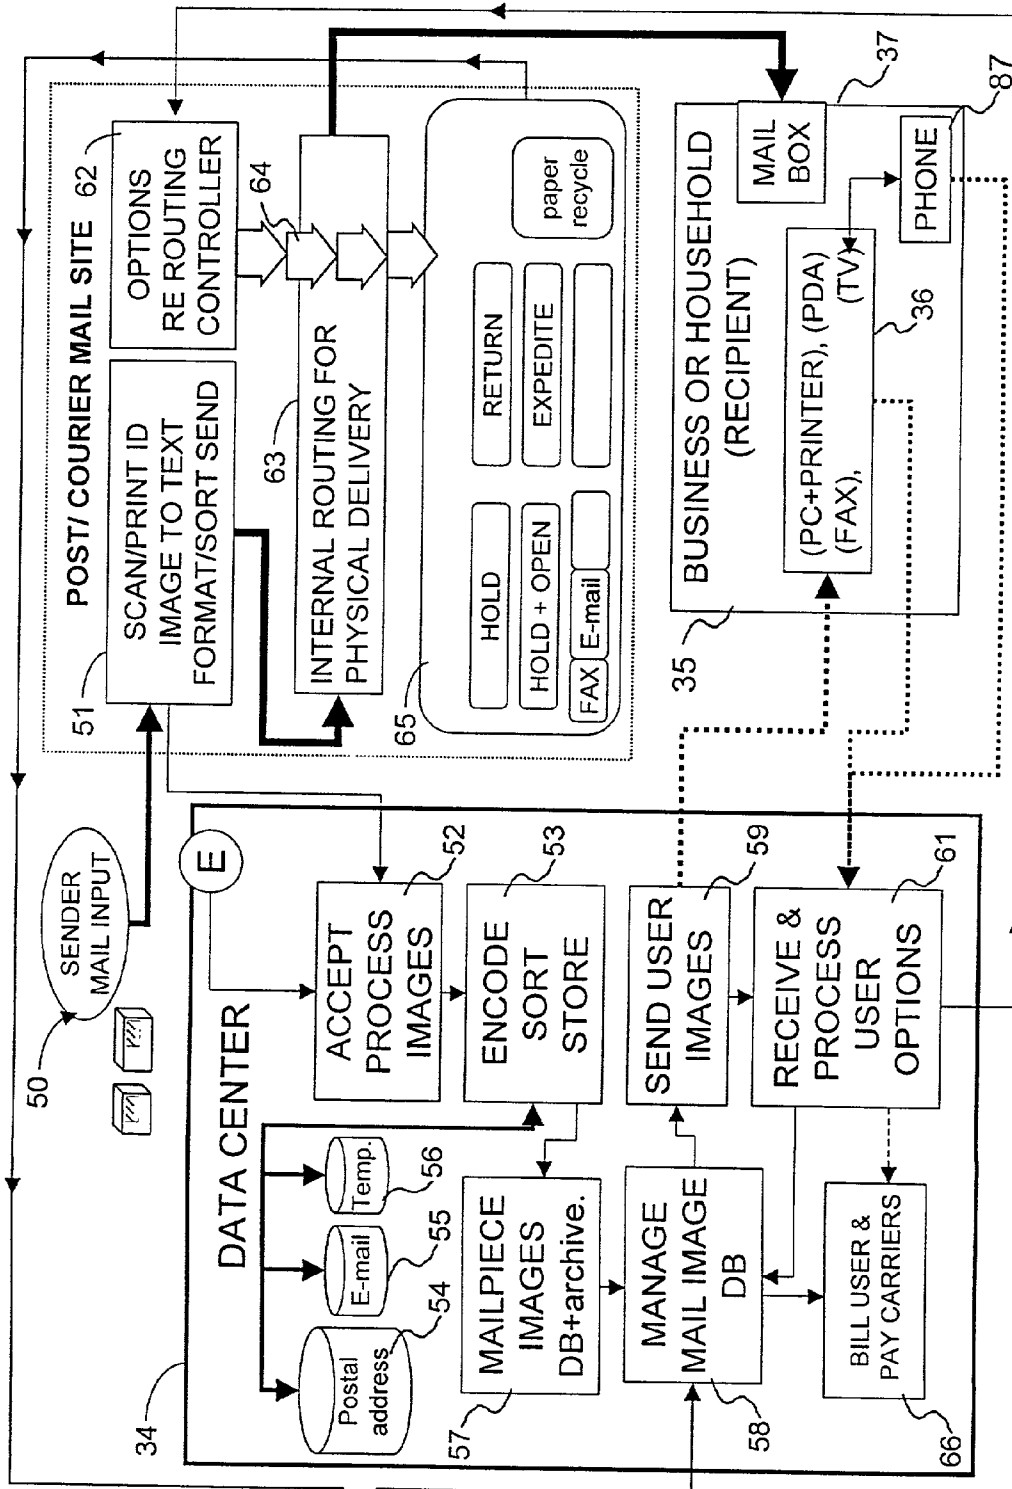 50
SENDER
MAIL INPUT
POST/ COURIER MAIL SITE
51
SCAN/PRINT ID
IMAGE TO TEXT
FORMAT/SORT SEND
62
OPTIONS
RE ROUTING
CONTROLLER
64
63
INTERNAL ROUTING FOR
PHYSICAL DELIVERY
65
HOLD
RETURN
HOLD + OPEN
EXPEDITE
FAX
E-mail
paper
recycle
34
DATA CENTER
E
Postal
address
54
E-mail
55
Temp.
56
ACCEPT
PROCESS
IMAGES
52
ENCODE
SORT
STORE
53
57
MAILPIECE
IMAGES
DB+archive.
58
MANAGE
MAIL IMAGE
DB
SEND USER
IMAGES
59
RECEIVE &
PROCESS
USER
OPTIONS
61
66
BILL USER &
PAY CARRIERS
35
BUSINESS OR HOUSEHOLD
(RECIPIENT)
MAIL
BOX
37
(PC+PRINTER), (PDA)
(FAX),
(TV)
36
PHONE
87